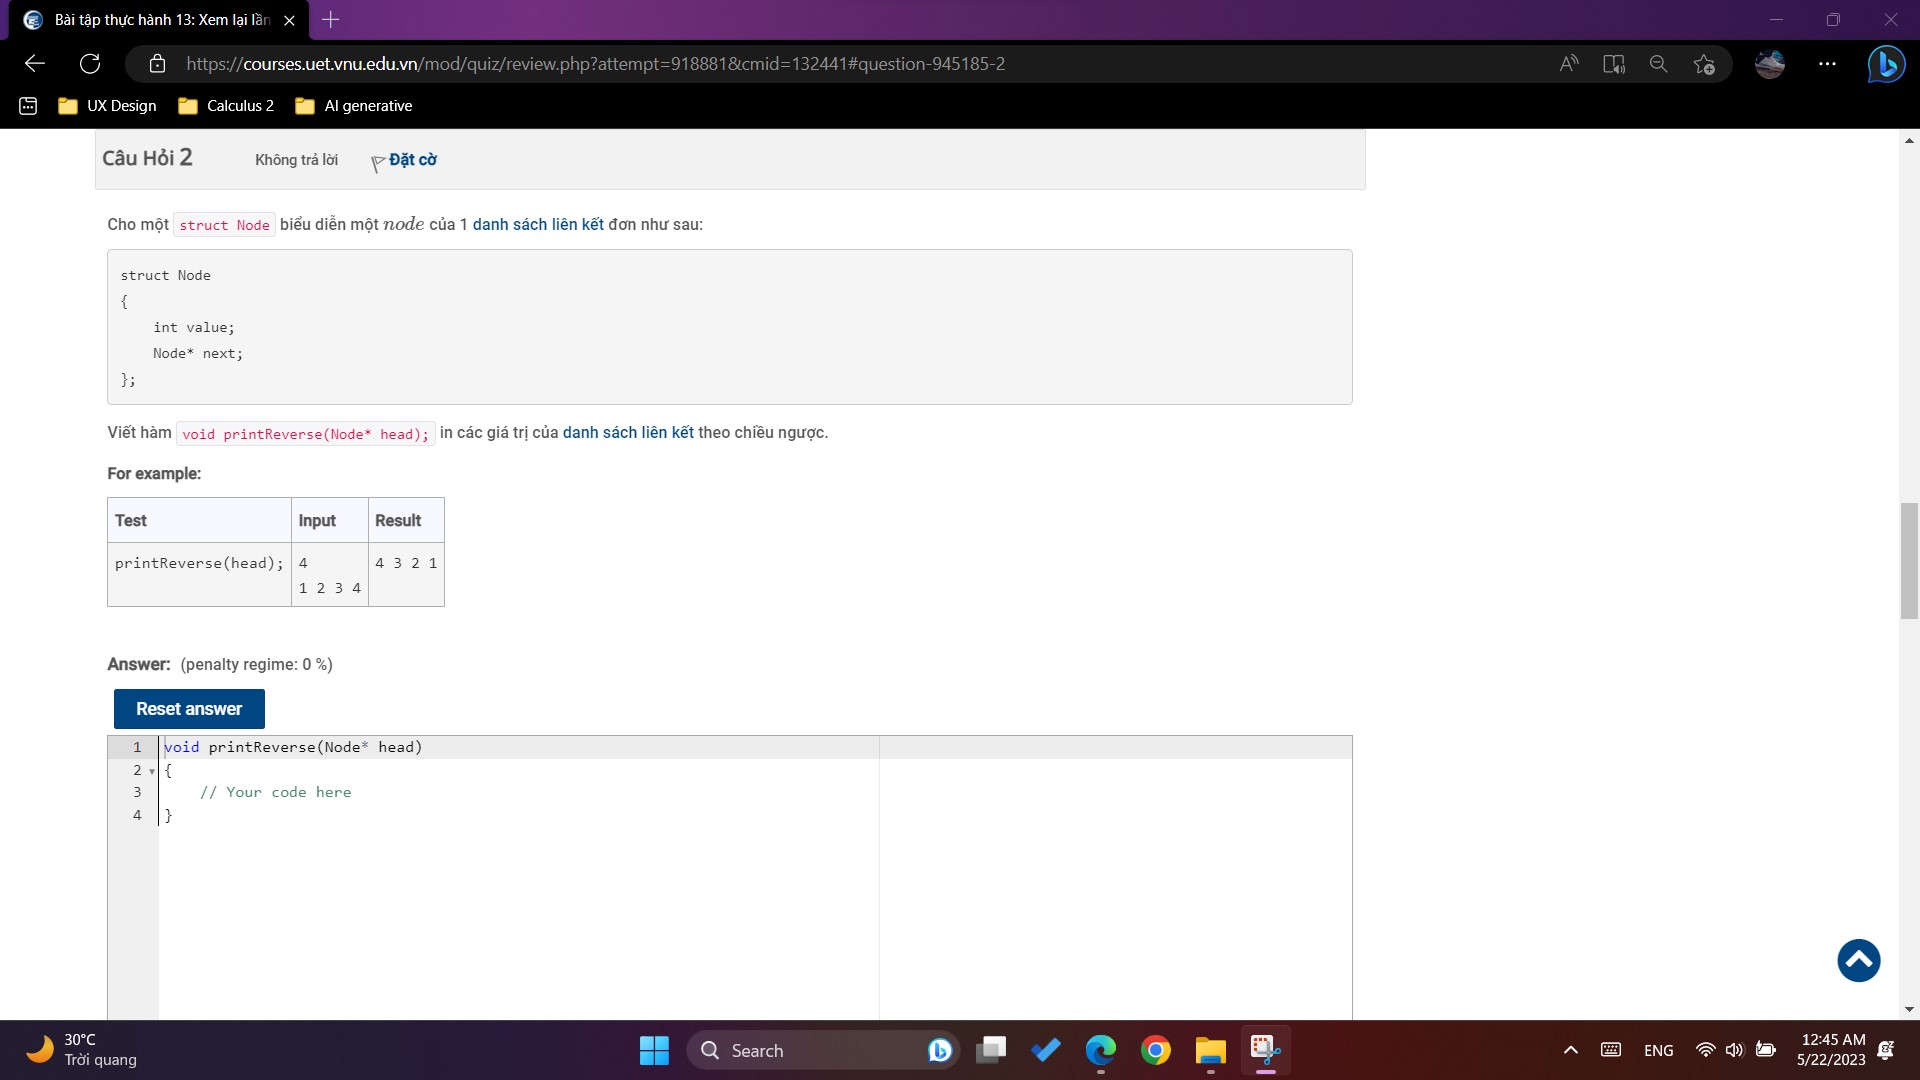 Bài tập thực hành 13: Xem lại lần
https://courses.uet.vnu.edu.vn/mod/quiz/review.php?attempt=918881&cmid=132441#question-945185-2
UX Design
Calculus 2
AI generative
Câu Hỏi 2
Không trả lời
Đặt cờ
Cho một struct Node biểu diễn một node của 1 danh sách liên kết đơn như sau:
struct Node
{
    int value;
    Node* next;
};
Viết hàm void printReverse(Node* head); in các giá trị của danh sách liên kết theo chiều ngược.
For example:
Test Input Result
printReverse(head); 4 4 3 2 1
1 2 3 4
Answer: (penalty regime: 0 %)
Reset answer
1 void printReverse(Node* head)
2 {
3     // Your code here
4 }
30°C
Trời quang
Search
ENG
12:45 AM
5/22/2023